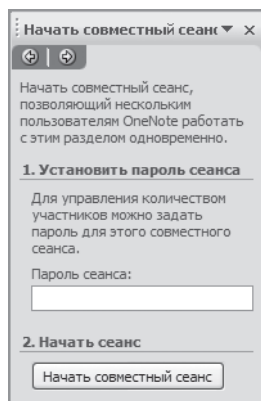 Начать совместный сеанс
Начать совместный сеанс,
позволяющий нескольким
пользователям OneNote работать
с этим разделом одновременно.
1. Установить пароль сеанса
Для управления количеством
участников можно задать
пароль для этого совместного
сеанса.
Пароль сеанса:
2. Начать сеанс
Начать совместный сеанс